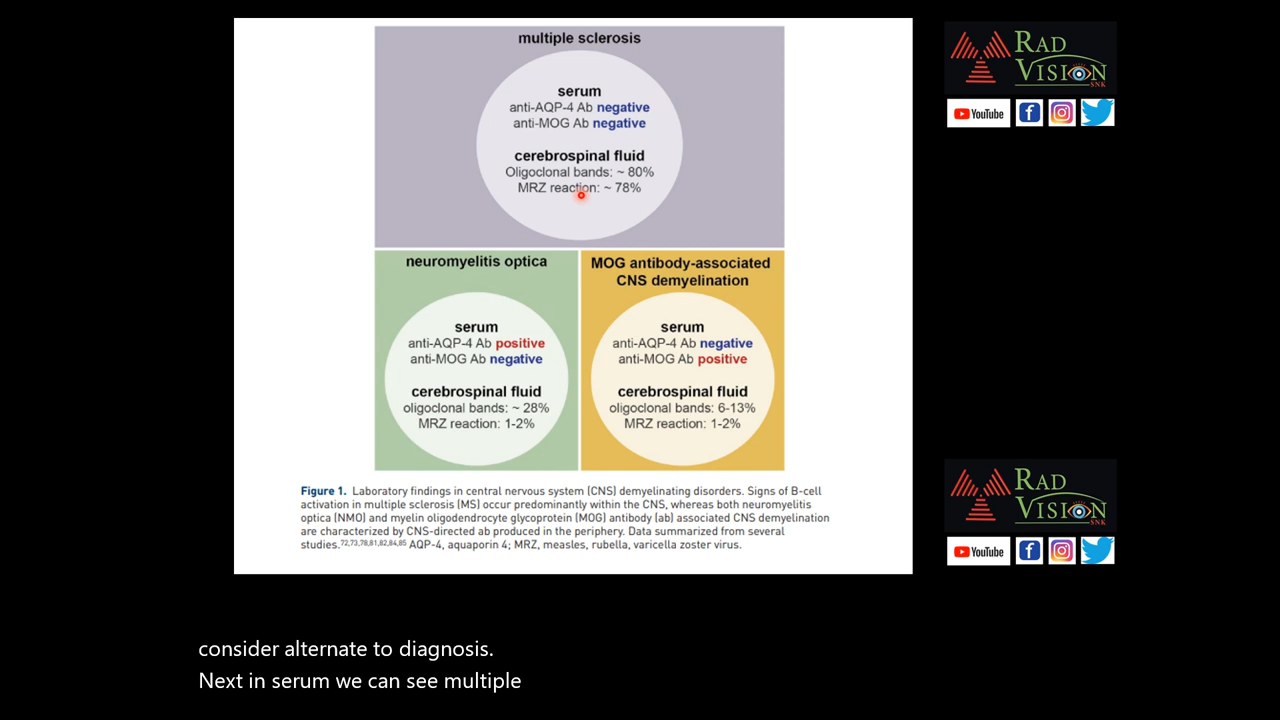 multiple sclerosis
serum
anti-AQP-4 Ab negative
anti-MOG Ab negative
cerebrospinal fluid
Oligoclonal bands: ~ 80%
MRZ reaction: ~ 78%
neuromyelitis optica
serum
anti-AQP-4 Ab positive
anti-MOG Ab negative
cerebrospinal fluid
oligoclonal bands: ~ 28%
MRZ reaction: 1-2%
MOG antibody-associated
CNS demyelination
serum
anti-AQP-4 Ab negative
anti-MOG Ab positive
cerebrospinal fluid
oligoclonal bands: 6-13%
MRZ reaction: 1-2%
Figure 1. Laboratory findings in central nervous system (CNS) demyelinating disorders. Signs of B-cell
activation in multiple sclerosis (MS) occur predominantly within the CNS, whereas both neuromyelitis
optica (NMO) and myelin oligodendrocyte glycoprotein (MOG) antibody (ab) associated CNS demyelination
are characterized by CNS-directed ab produced in the periphery. Data summarized from several
studies.72,73,78,81,82,84,85 AQP-4, aquaporin 4; MRZ, measles, rubella, varicella zoster virus.
RAD
VISION
SNK
YouTube
RAD
VISION
SNK
YouTube
consider alternate to diagnosis.
Next in serum we can see multiple